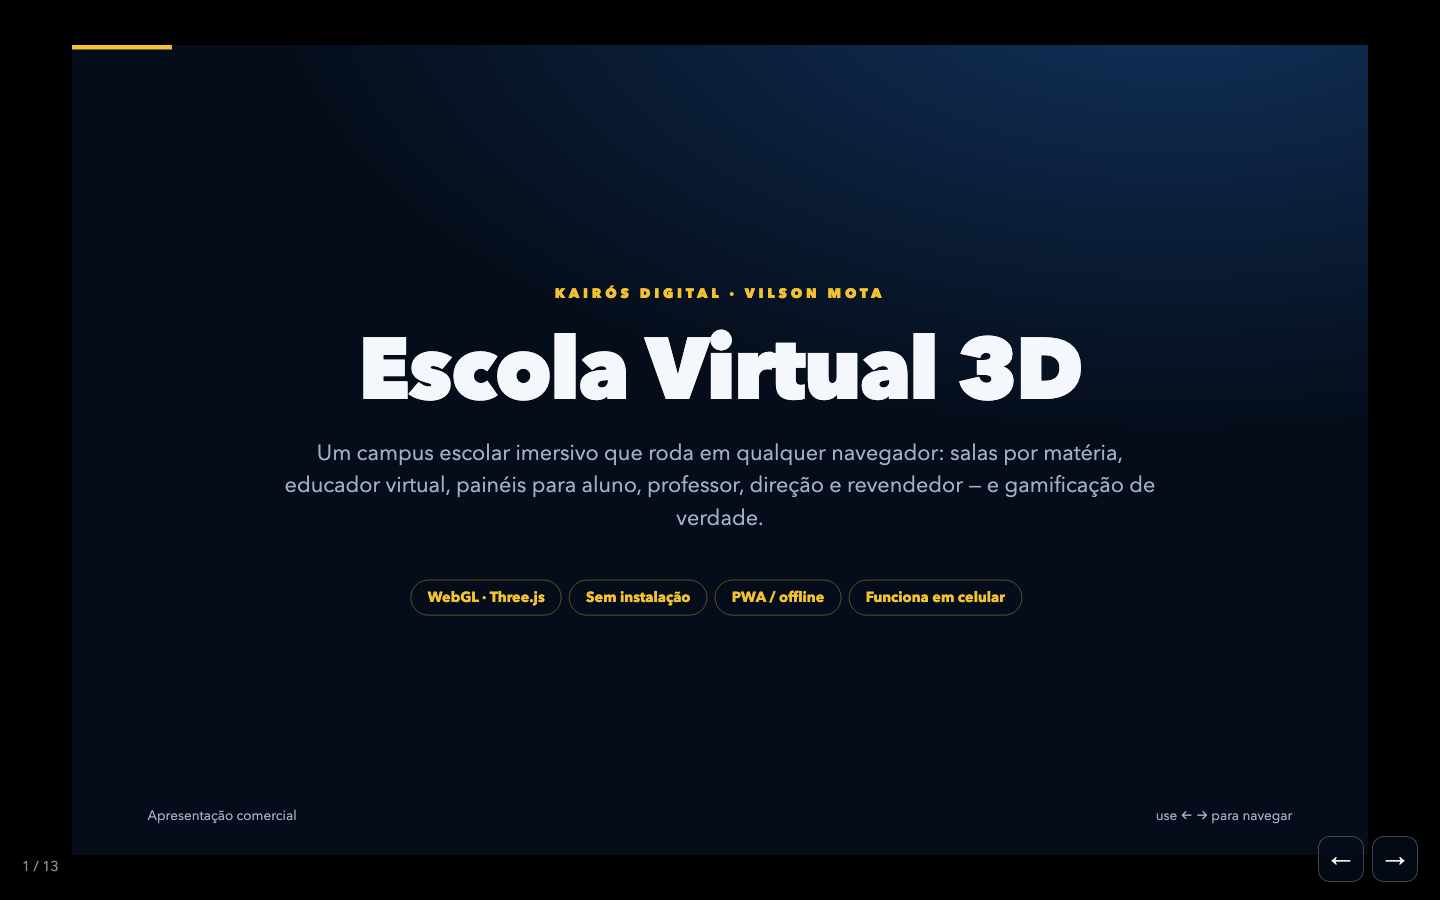 KAIRÓS DIGITAL · VILSON MOTA
Escola Virtual 3D
Um campus escolar imersivo que roda em qualquer navegador: salas por matéria,
educador virtual, painéis para aluno, professor, direção e revendedor — e gamificação de
verdade.
WebGL · Three.js
Sem instalação
PWA / offline
Funciona em celular
Apresentação comercial
use ← → para navegar
1 / 13
← →